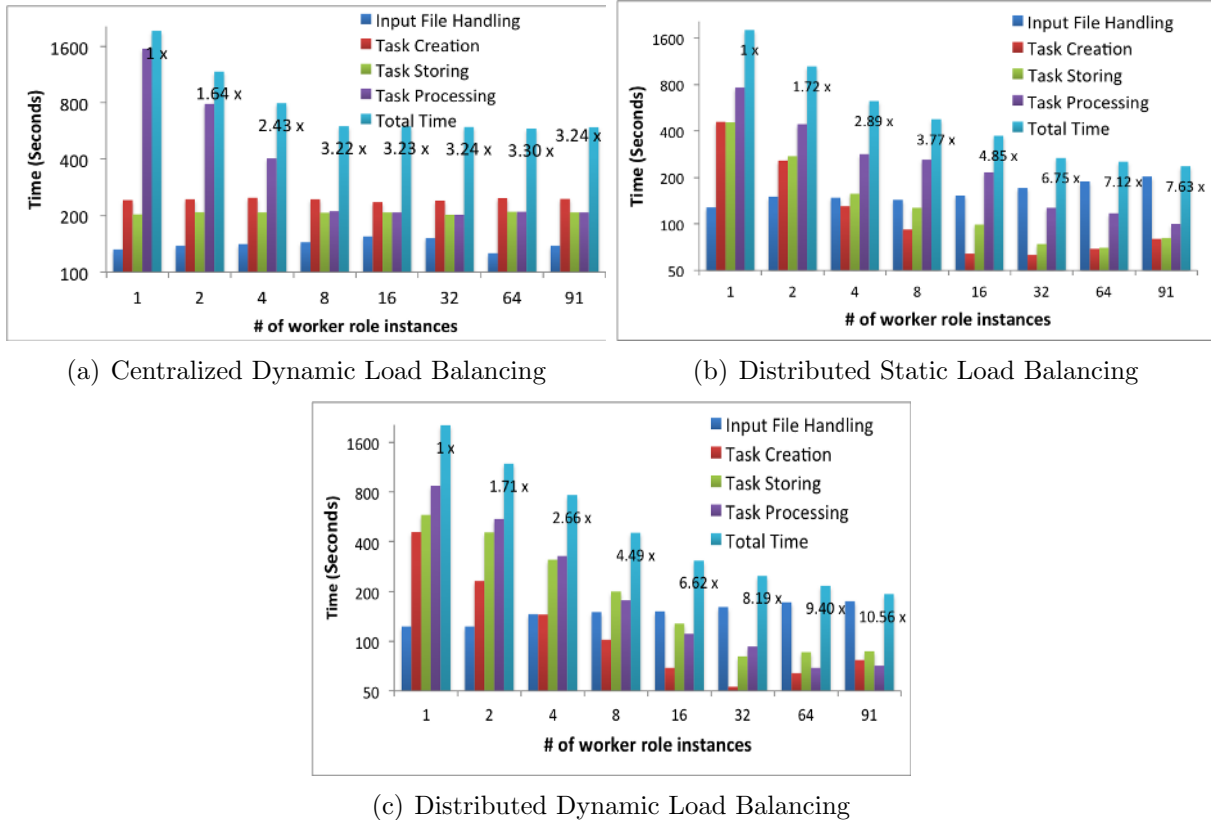 Input File Handling
Task Creation
Task Storing
Task Processing
Total Time
1600
800
400
200
100
Time (Seconds)
1 x
1.64 x
2.43 x
3.22 x
3.23 x
3.24 x
3.30 x
3.24 x
1 2 4 8 16 32 64 91
# of worker role instances
(a) Centralized Dynamic Load Balancing
Input File Handling
Task Creation
Task Storing
Task Processing
Total Time
1600
800
400
200
100
50
Time (Seconds)
1 x
1.72 x
2.89 x
3.77 x
4.85 x
6.75 x
7.12 x
7.63 x
1 2 4 8 16 32 64 91
# of worker role instances
(b) Distributed Static Load Balancing
Input File Handling
Task Creation
Task Storing
Task Processing
Total Time
1600
800
400
200
100
50
Time (Seconds)
1 x
1.71 x
2.66 x
4.49 x
6.62 x
8.19 x
9.40 x
10.56 x
1 2 4 8 16 32 64 91
# of worker role instances
(c) Distributed Dynamic Load Balancing